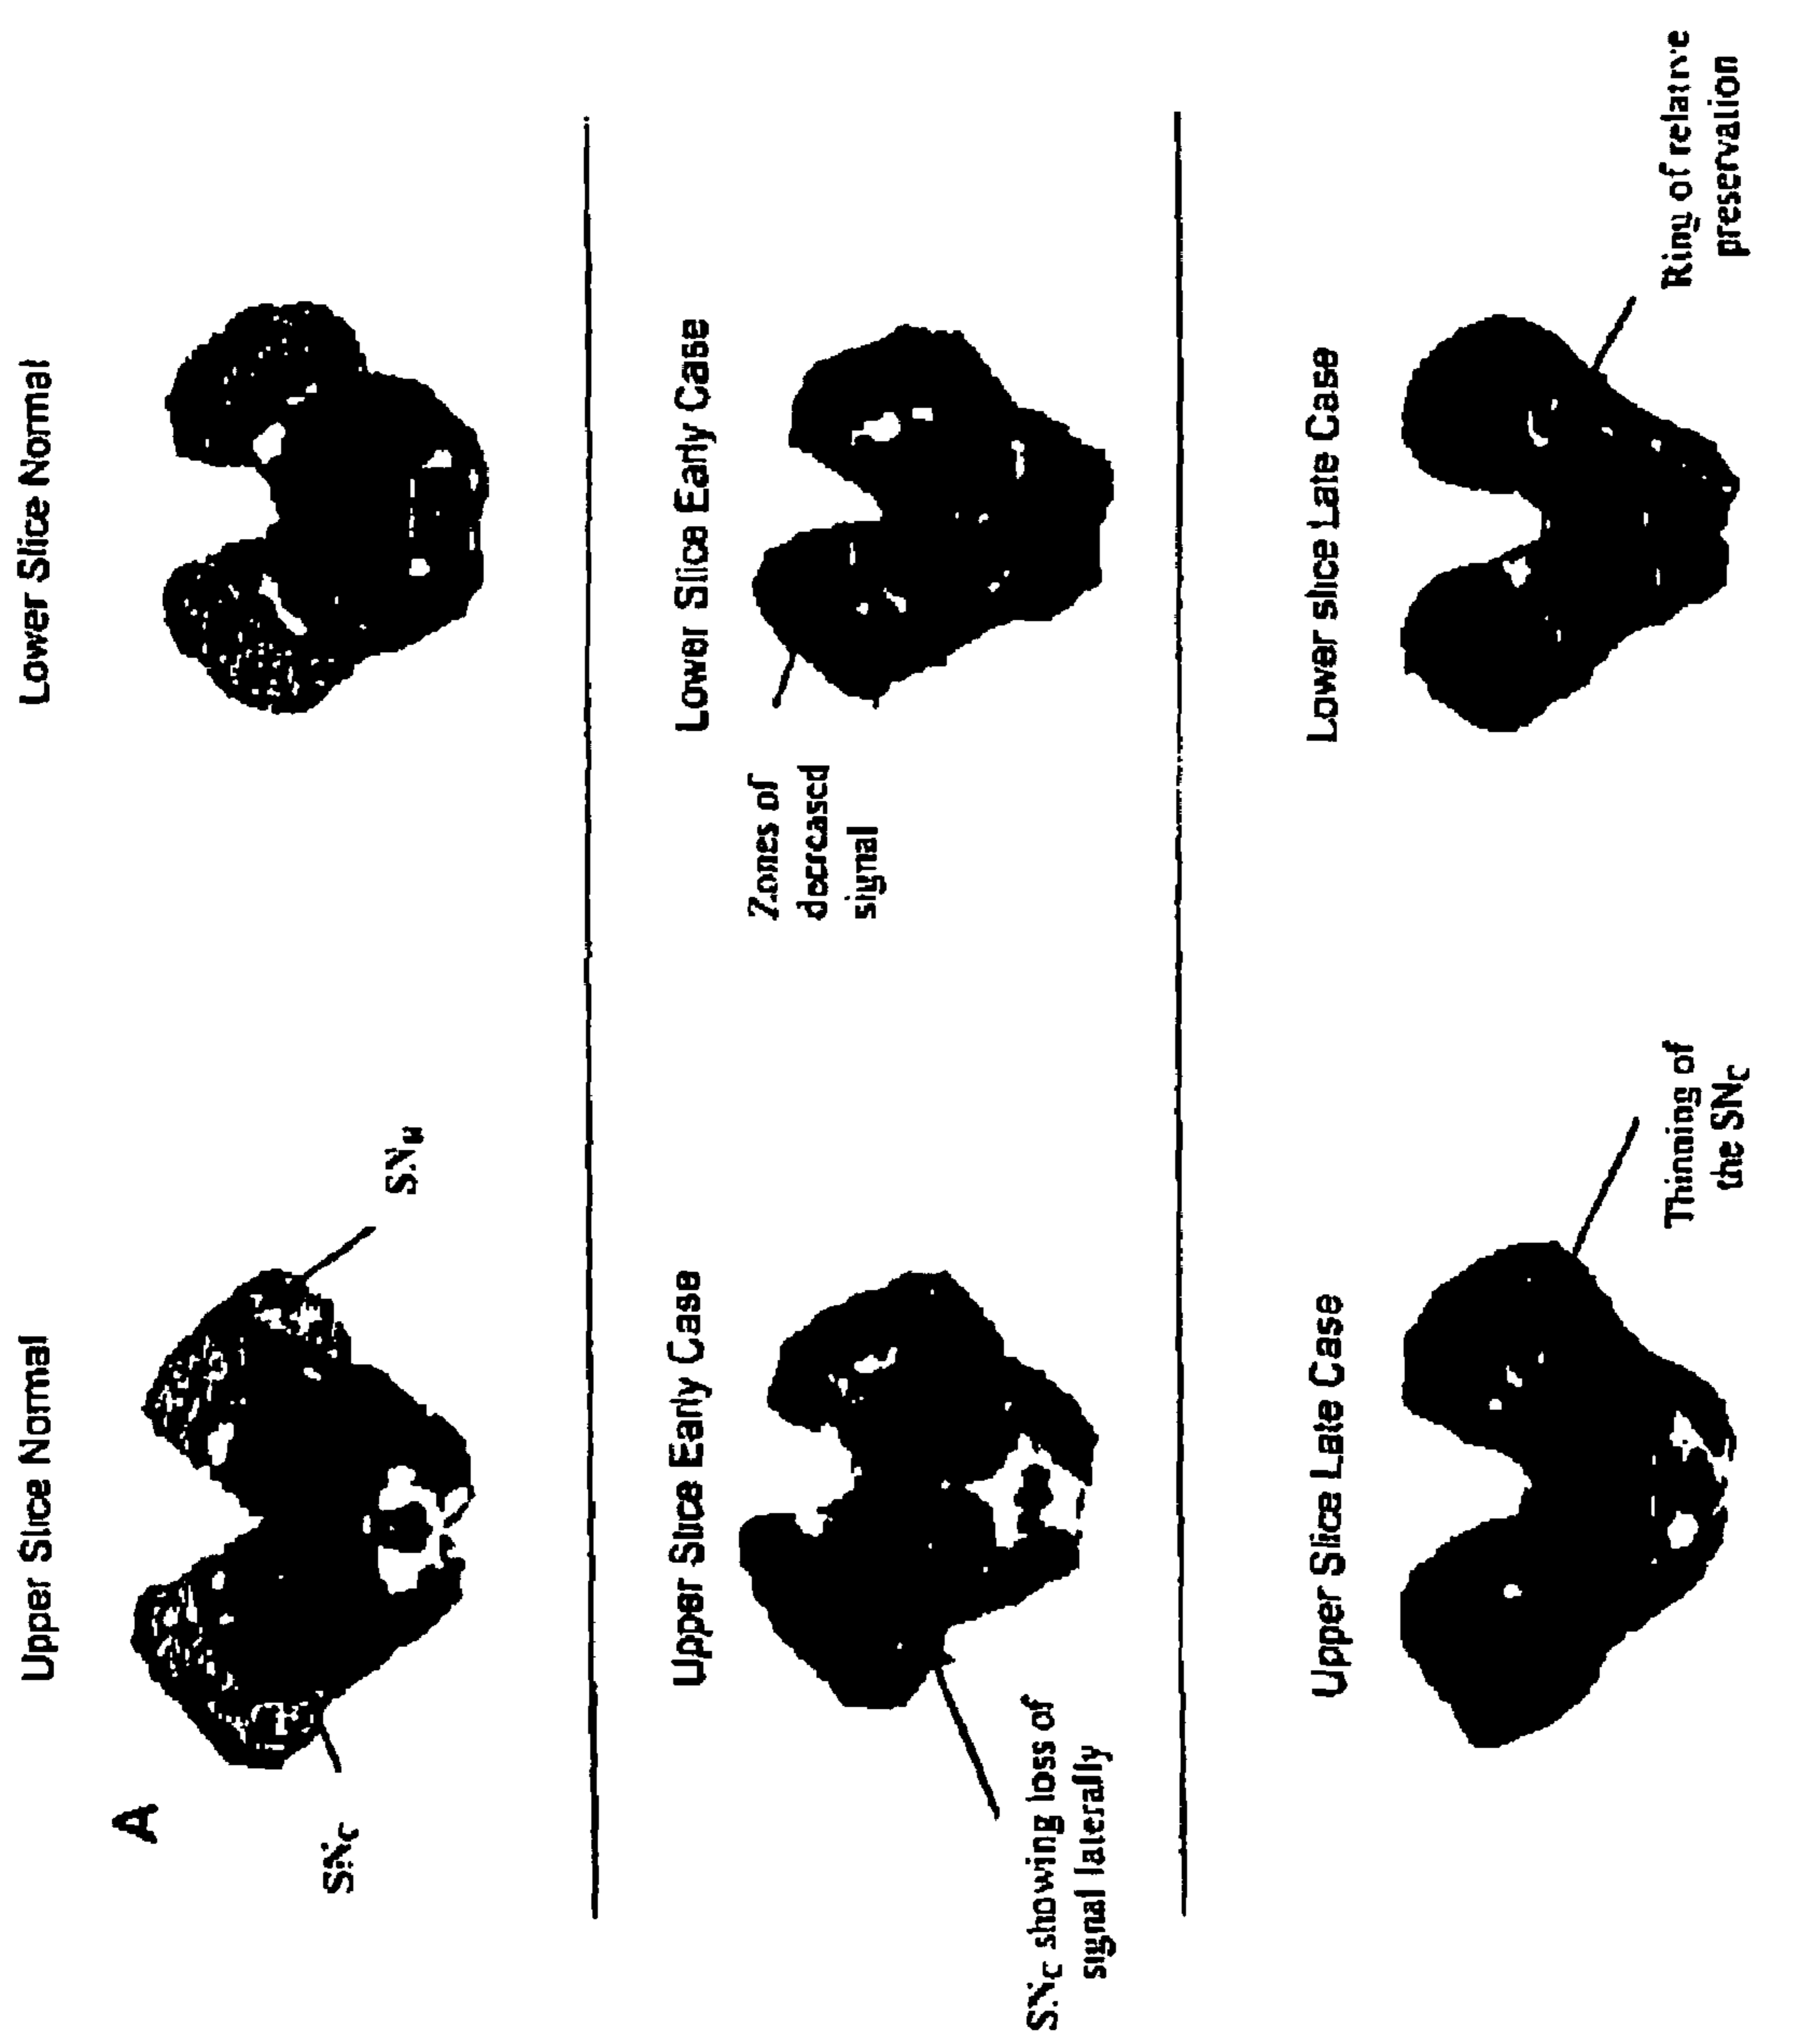 A
Upper Slice Normal
Lower Slice Normal
SNc
Upper Slice Early Case
Lower Slice Early Case
Zones of
decreased
signal
SNc showing loss of
signal laterally
Upper Slice Late Case
Lower slice Late Case
Thinning of
the SNc
Ring of relative
preservation